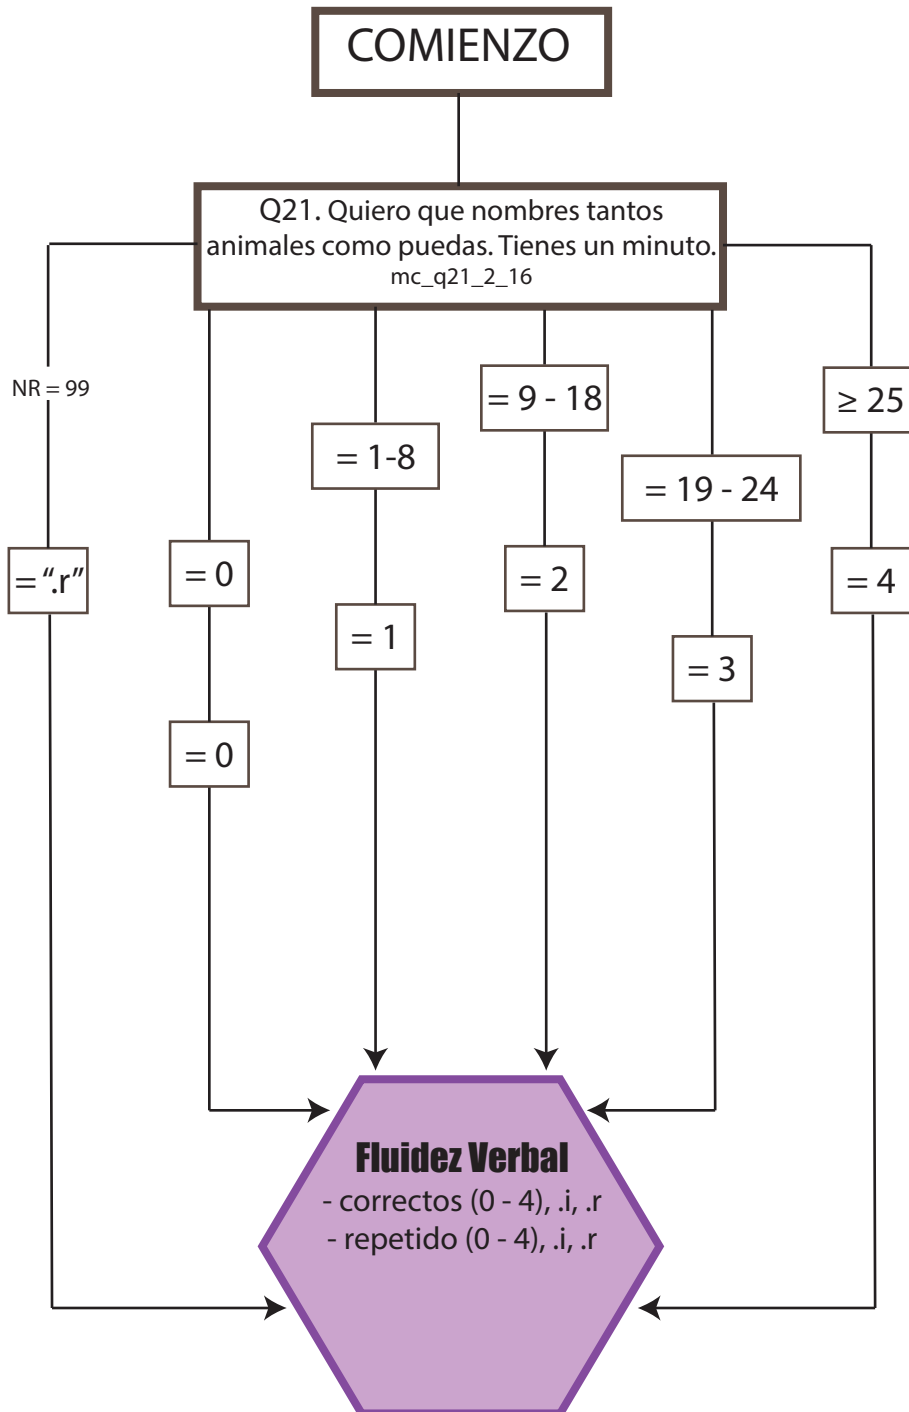 COMIENZO
Q21. Quiero que nombres tantos
animales como puedas. Tienes un minuto.
mc_q21_2_16
NR = 99
= 9 - 18
≥ 25
= 1-8
= 19 - 24
= “.r”
= 0
= 2
= 4
= 1
= 3
= 0
Fluidez Verbal
- correctos (0 - 4), .i, .r
- repetido (0 - 4), .i, .r